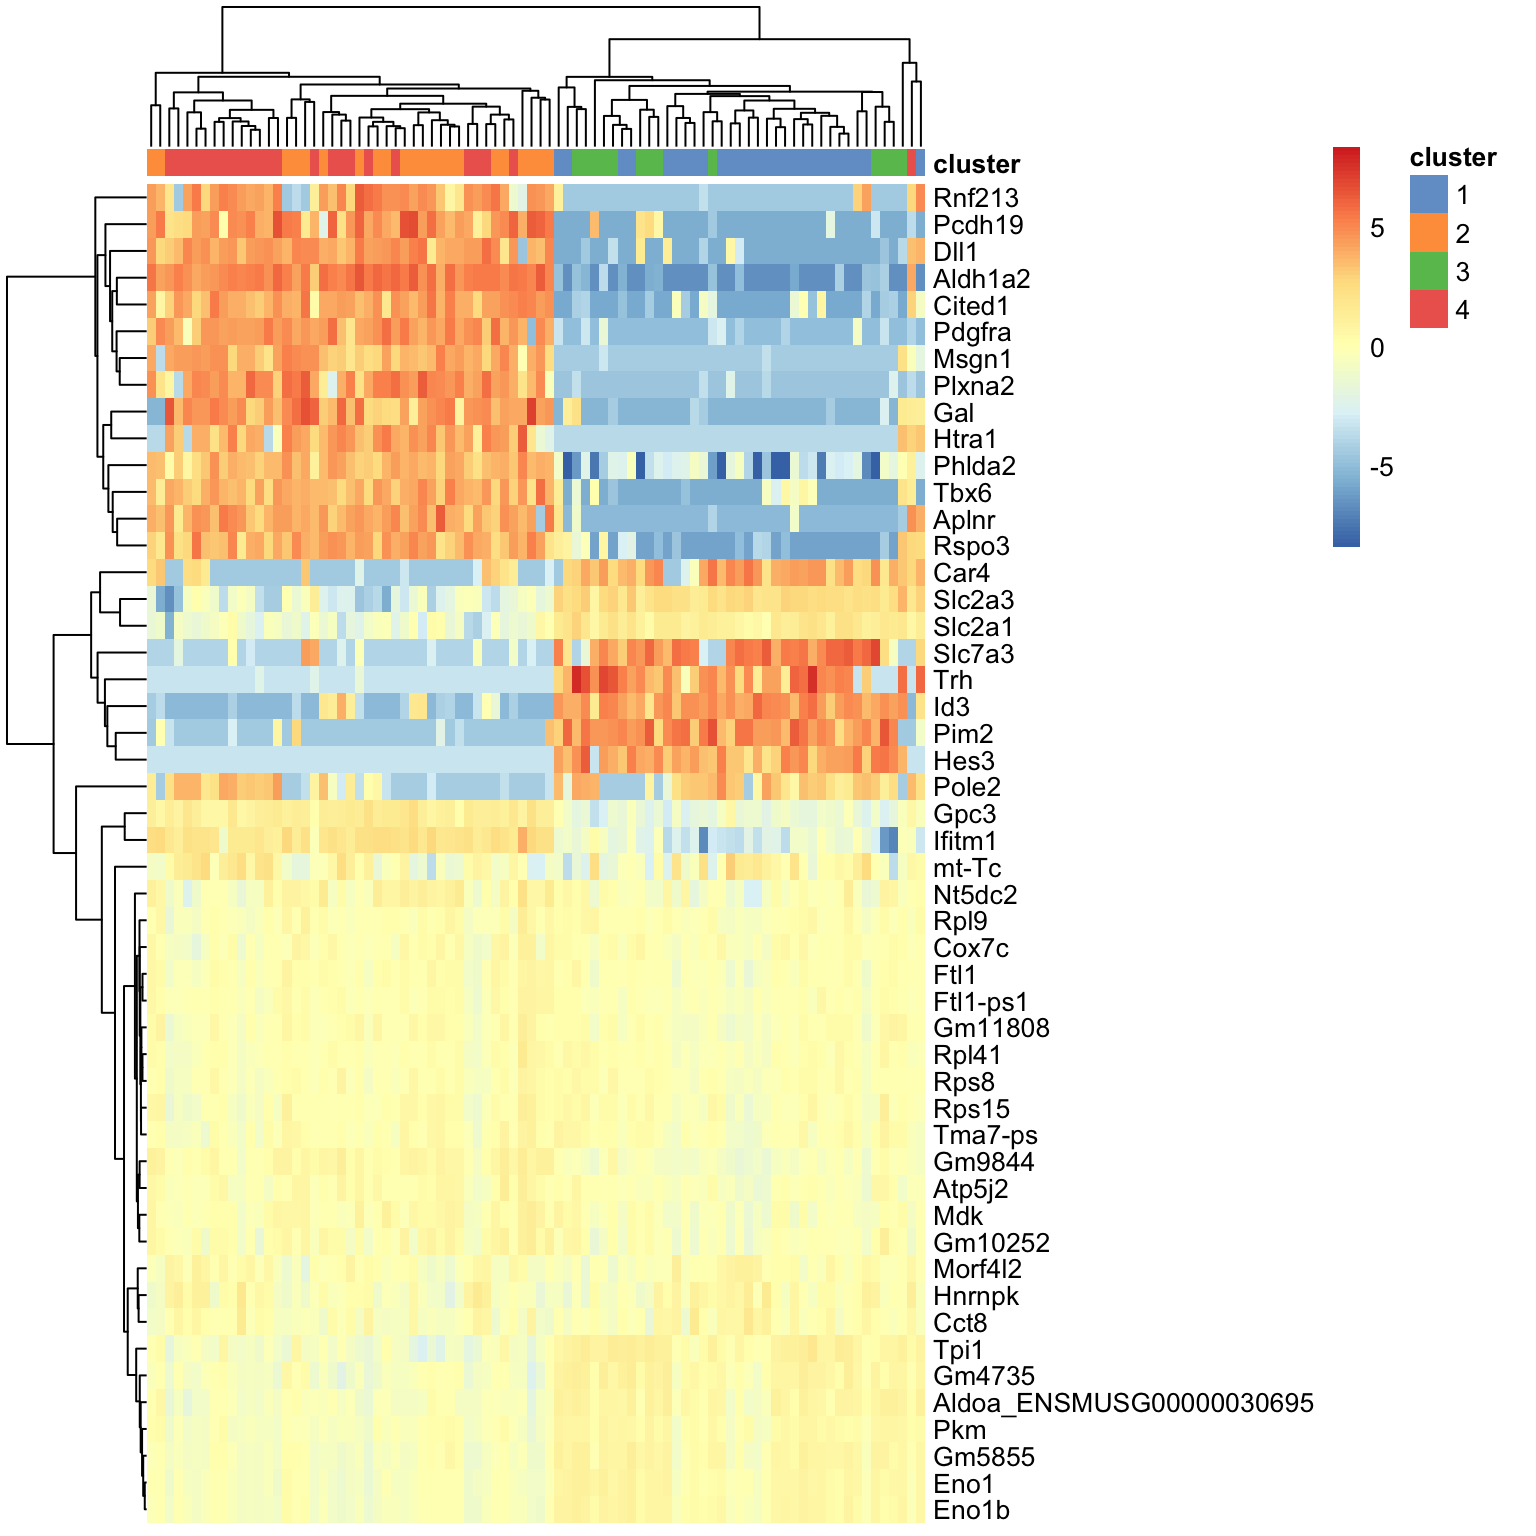 cluster
Rnf213
Pcdh19
Dll1
Aldh1a2
Cited1
Pdgfra
Msgn1
Plxna2
Gal
Htra1
Phlda2
Tbx6
Aplnr
Rspo3
Car4
Slc2a3
Slc2a1
Slc7a3
Trh
Id3
Pim2
Hes3
Pole2
Gpc3
Ifitm1
mt-Tc
Nt5dc2
Rpl9
Cox7c
Ftl1
Ftl1-ps1
Gm11808
Rpl41
Rps8
Rps15
Tma7-ps
Gm9844
Atp5j2
Mdk
Gm10252
Morf4l2
Hnrnpk
Cct8
Tpi1
Gm4735
Aldoa_ENSMUSG00000030695
Pkm
Gm5855
Eno1
Eno1b
5
0
-5
cluster
1
2
3
4